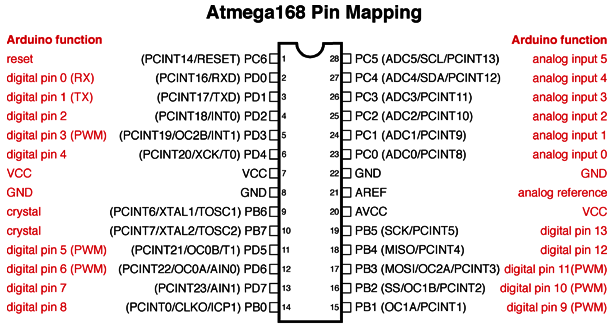 Atmega168 Pin Mapping
Arduino function Arduino function
reset (PCINT14/RESET) PC6 1 28 PC5 (ADC5/SCL/PCINT13) analog input 5
digital pin 0 (RX) (PCINT16/RXD) PD0 2 27 PC4 (ADC4/SDA/PCINT12) analog input 4
digital pin 1 (TX) (PCINT17/TXD) PD1 3 26 PC3 (ADC3/PCINT11) analog input 3
digital pin 2 (PCINT18/INT0) PD2 4 25 PC2 (ADC2/PCINT10) analog input 2
digital pin 3 (PWM) (PCINT19/OC2B/INT1) PD3 5 24 PC1 (ADC1/PCINT9) analog input 1
digital pin 4 (PCINT20/XCK/T0) PD4 6 23 PC0 (ADC0/PCINT8) analog input 0
VCC VCC 7 22 GND GND
GND GND 8 21 AREF analog reference
crystal (PCINT6/XTAL1/TOSC1) PB6 9 20 AVCC VCC
crystal (PCINT7/XTAL2/TOSC2) PB7 10 19 PB5 (SCK/PCINT5) digital pin 13
digital pin 5 (PWM) (PCINT21/OC0B/T1) PD5 11 18 PB4 (MISO/PCINT4) digital pin 12
digital pin 6 (PWM) (PCINT22/OC0A/AIN0) PD6 12 17 PB3 (MOSI/OC2A/PCINT3) digital pin 11(PWM)
digital pin 7 (PCINT23/AIN1) PD7 13 16 PB2 (SS/OC1B/PCINT2) digital pin 10 (PWM)
digital pin 8 (PCINT0/CLKO/ICP1) PB0 14 15 PB1 (OC1A/PCINT1) digital pin 9 (PWM)